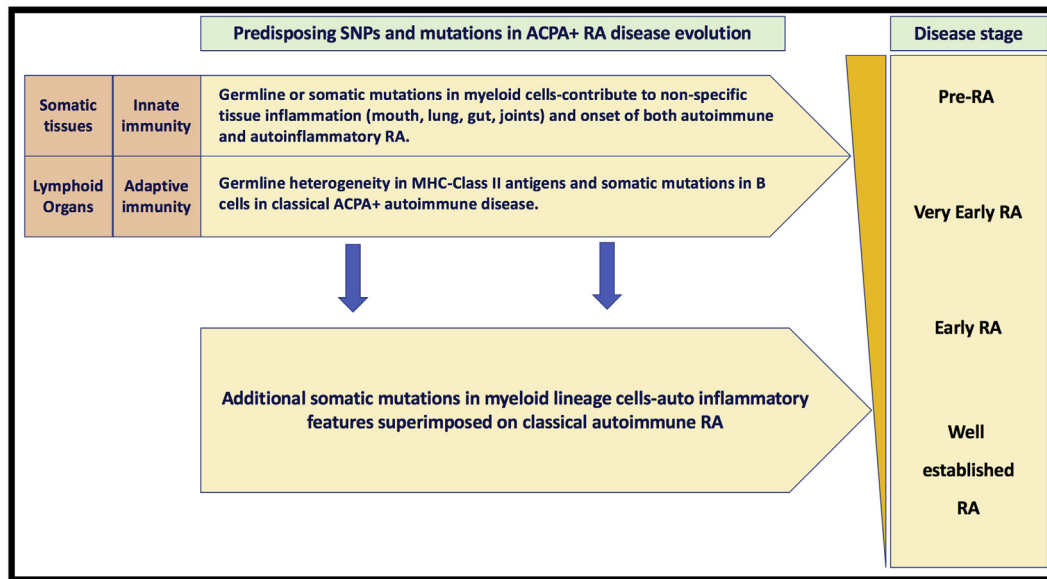 Predisposing SNPs and mutations in ACPA+ RA disease evolution
Disease stage
Somatic
tissues
Innate
immunity
Germline or somatic mutations in myeloid cells-contribute to non-specific
tissue inflammation (mouth, lung, gut, joints) and onset of both autoimmune
and autoinflammatory RA.
Lymphoid
Organs
Adaptive
immunity
Germline heterogeneity in MHC-Class II antigens and somatic mutations in B
cells in classical ACPA+ autoimmune disease.
Additional somatic mutations in myeloid lineage cells-auto inflammatory
features superimposed on classical autoimmune RA
Pre-RA
Very Early RA
Early RA
Well
established
RA